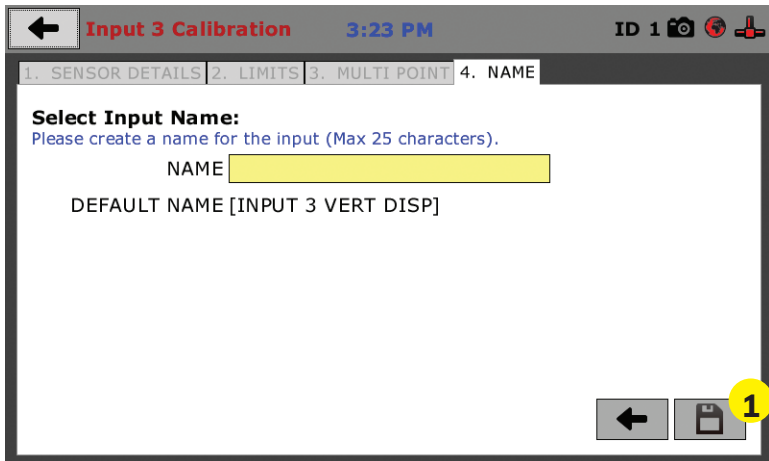 Input 3 Calibration 3:23 PM ID 1
1. SENSOR DETAILS 2. LIMITS 3. MULTI POINT 4. NAME
Select Input Name:
Please create a name for the input (Max 25 characters).
NAME
DEFAULT NAME [INPUT 3 VERT DISP]
1